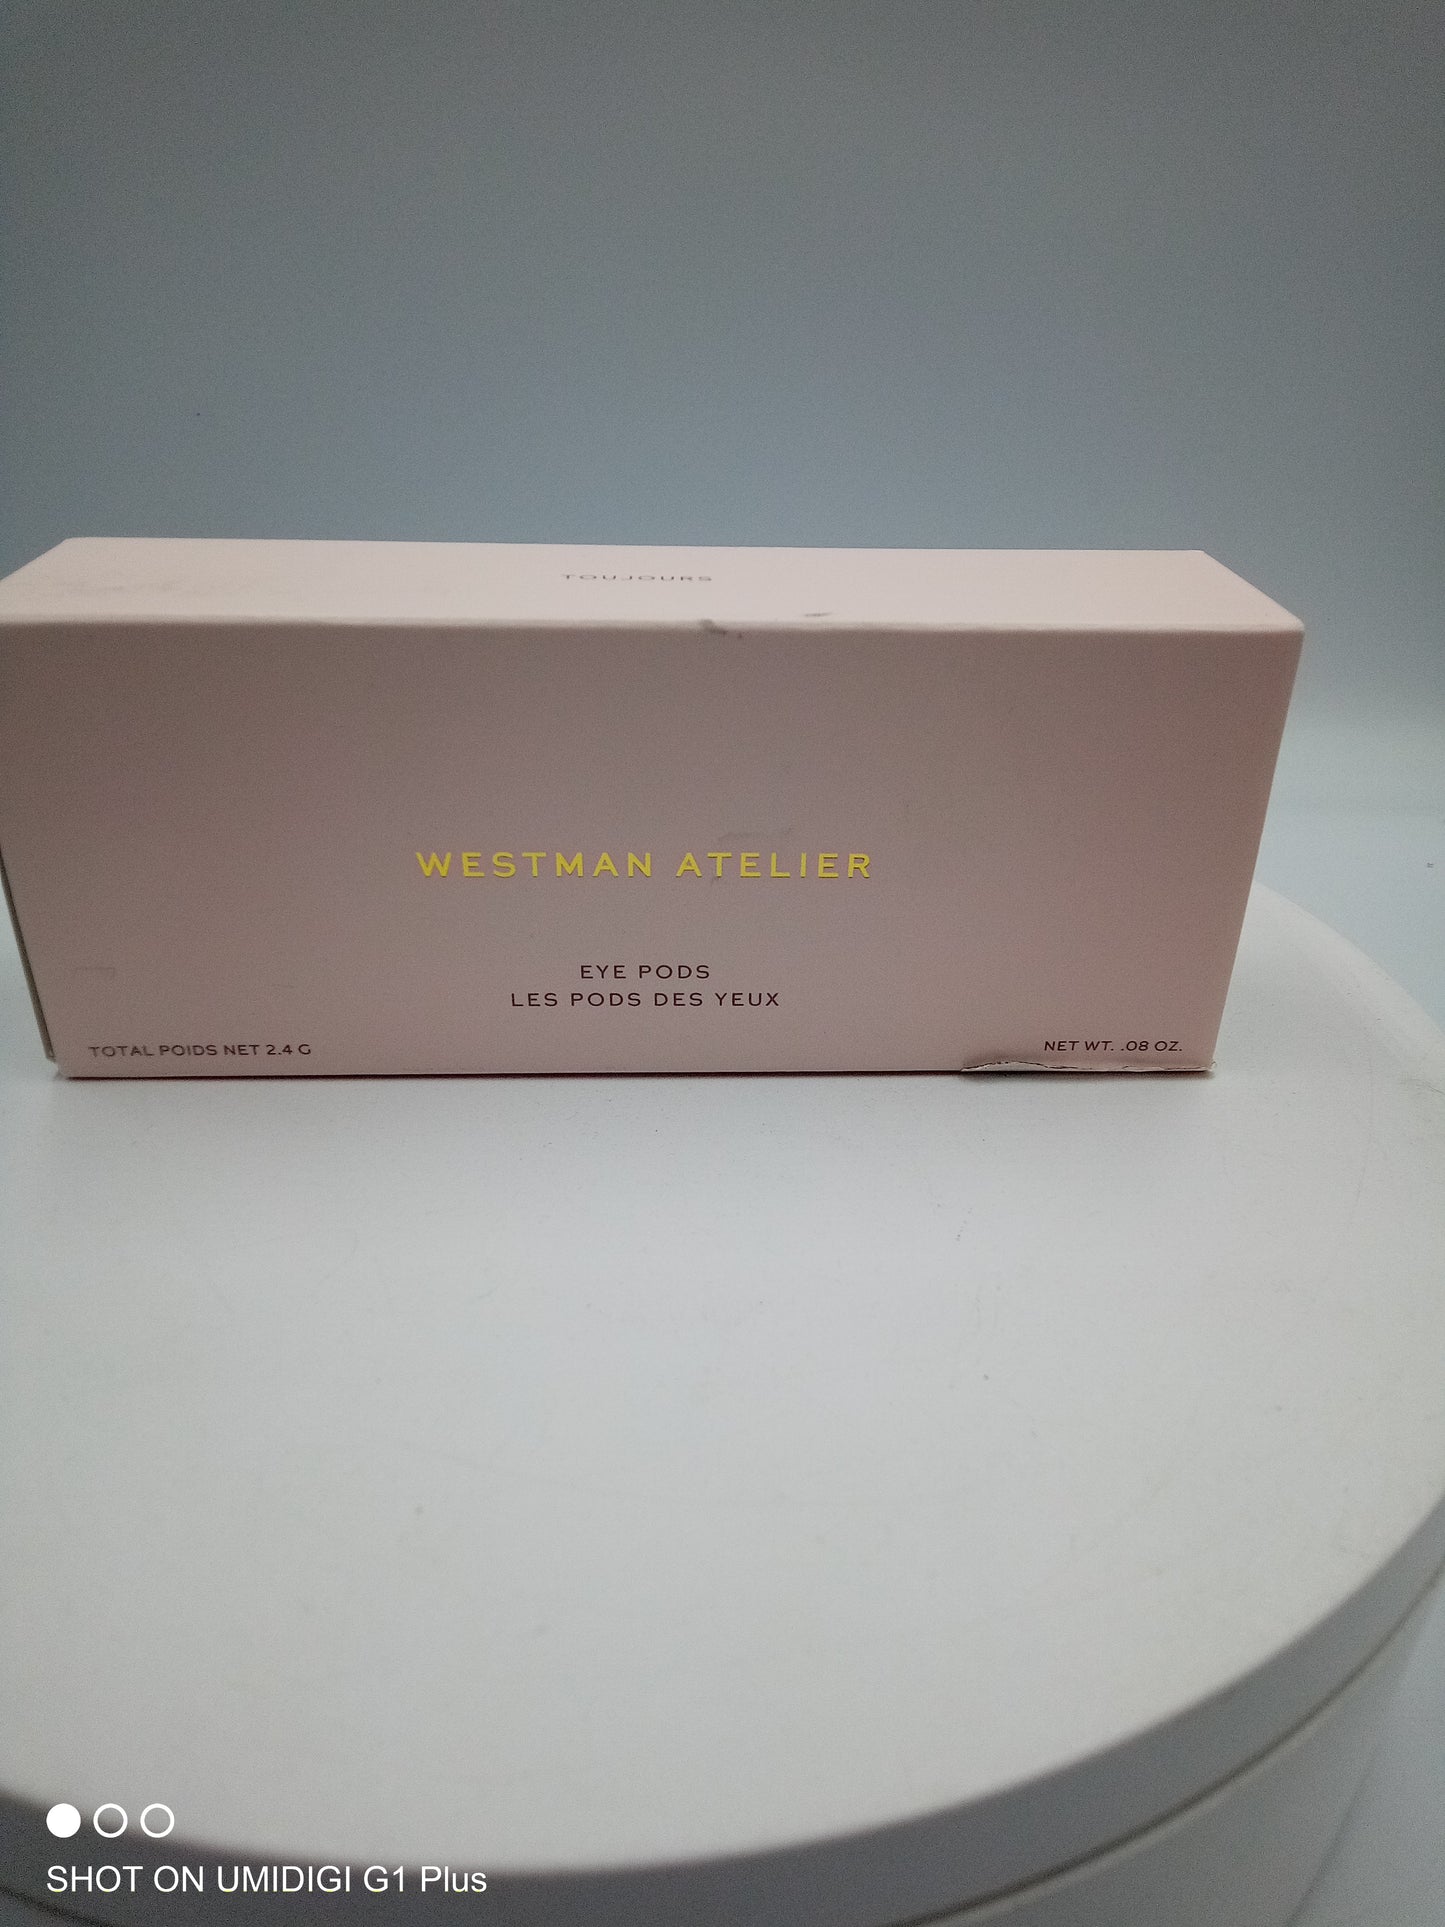 TOUJOURS
WESTMAN ATELIER
EYE PODS
LES PODS DES YEUX
TOTAL POIDS NET 2.4 G
NET WT. .08 OZ.
SHOT ON UMIDIGI G1 Plus